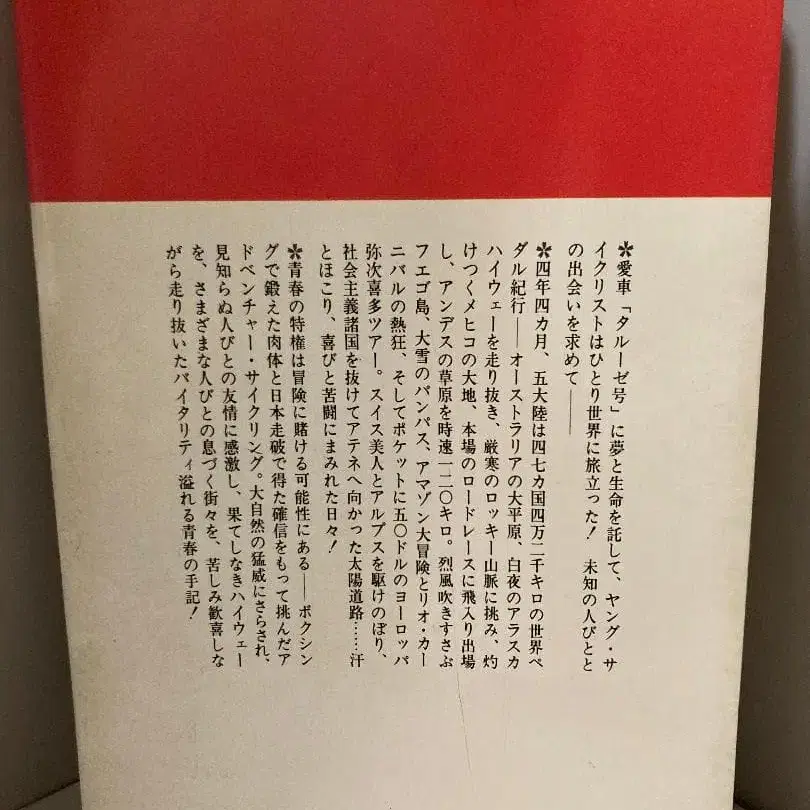 ✽愛車「タルーゼ号」に夢と生命を託して、ヤング・サ
イクリストはひとり世界に旅立った！　未知の人びとと
の出会いを求めて――
✽四年四カ月、五大陸は四七カ国四万二千キロの世界ペ
ダル紀行――オーストラリアの大平原、白夜のアラスカ
ハイウェーを走り抜き、厳寒のロッキー山脈に挑み、灼
けつくメヒコの大地、本場のロードレースに飛入り出場
し、アンデスの草原を時速一二〇キロ。烈風吹きすさぶ
フエゴ島、大雪のパンパス、アマゾン大冒険とリオ・カー
ニバルの熱狂、そしてポケットに五〇ドルのヨーロッパ
弥次喜多ツアー。スイス美人とアルプスを駆けのぼり、
社会主義諸国を抜けてアテネへ向かった太陽道路……汗
とほこり、喜びと苦闘にまみれた日々！
✽青春の特権は冒険に賭ける可能性にある――ボクシン
グで鍛えた肉体と日本走破で得た確信をもって挑んだア
ドベンチャー・サイクリング。大自然の猛威にさらされ、
見知らぬ人びとの友情に感激し、果てしなきハイウェー
を、さまざまな人びとの息づく街々を、苦しみ歓喜しな
がら走り抜いたバイタリティ溢れる青春の手記！